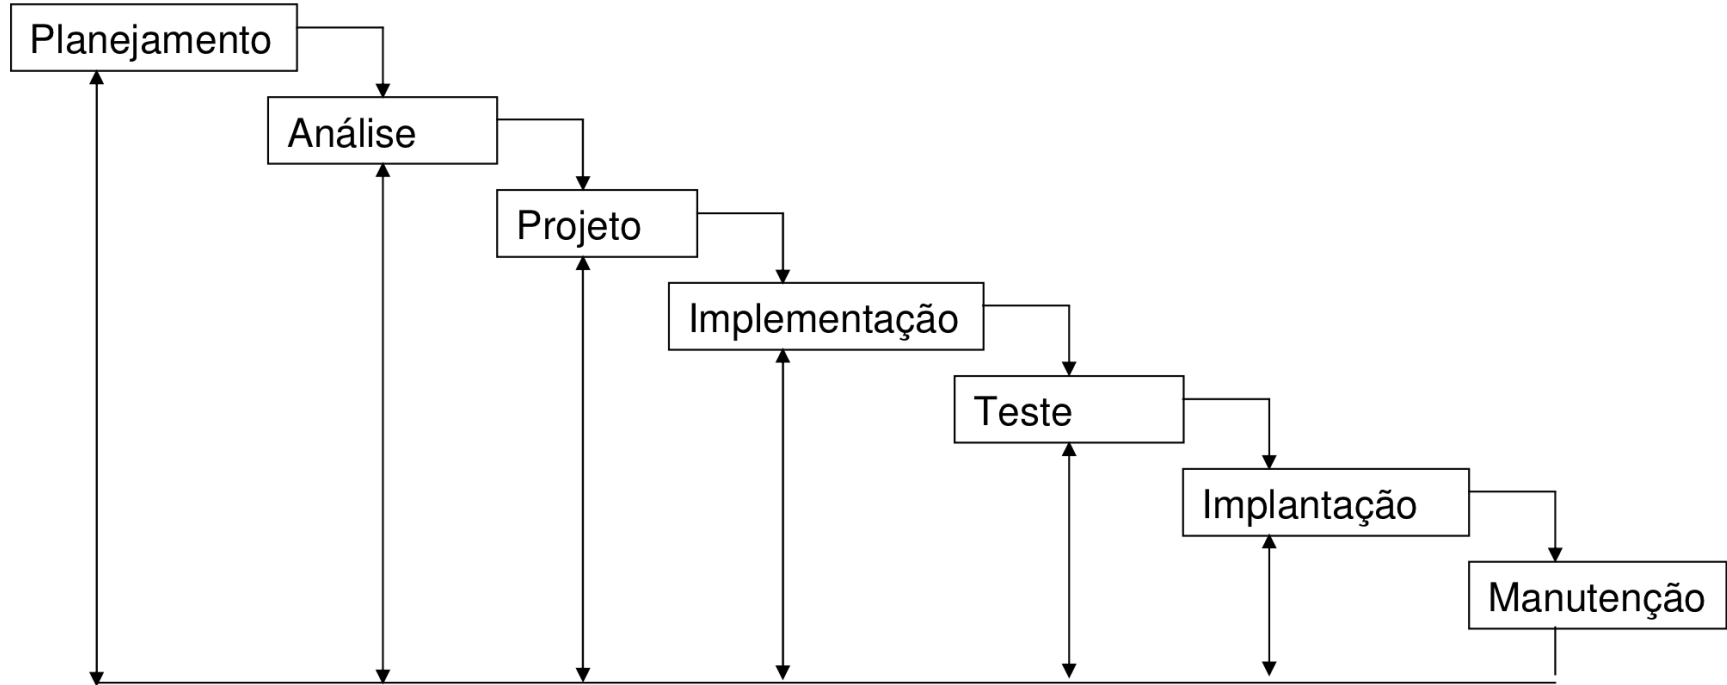 Planejamento
Análise
Projeto
Implementação
Teste
Implantação
Manutenção